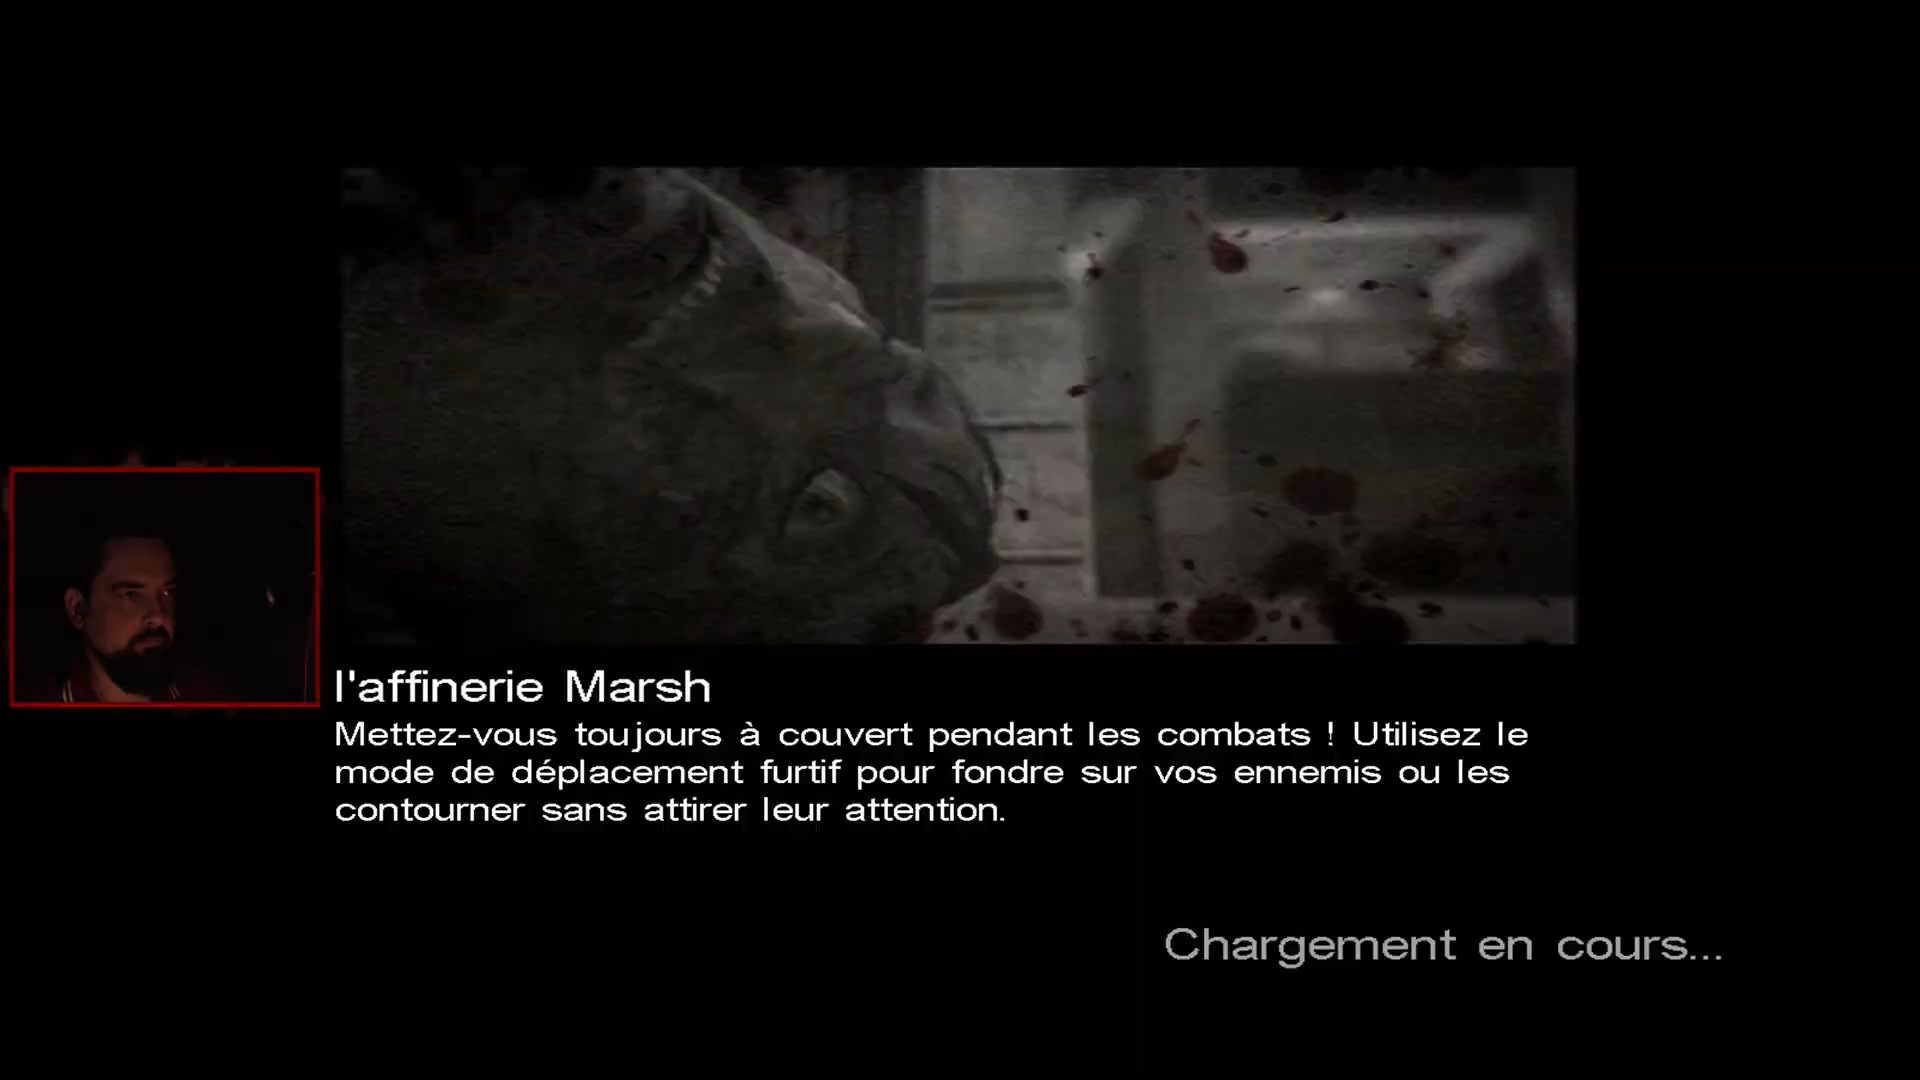 l'affinerie Marsh
Mettez-vous toujours à couvert pendant les combats ! Utilisez le
mode de déplacement furtif pour fondre sur vos ennemis ou les
contourner sans attirer leur attention.
Chargement en cours...